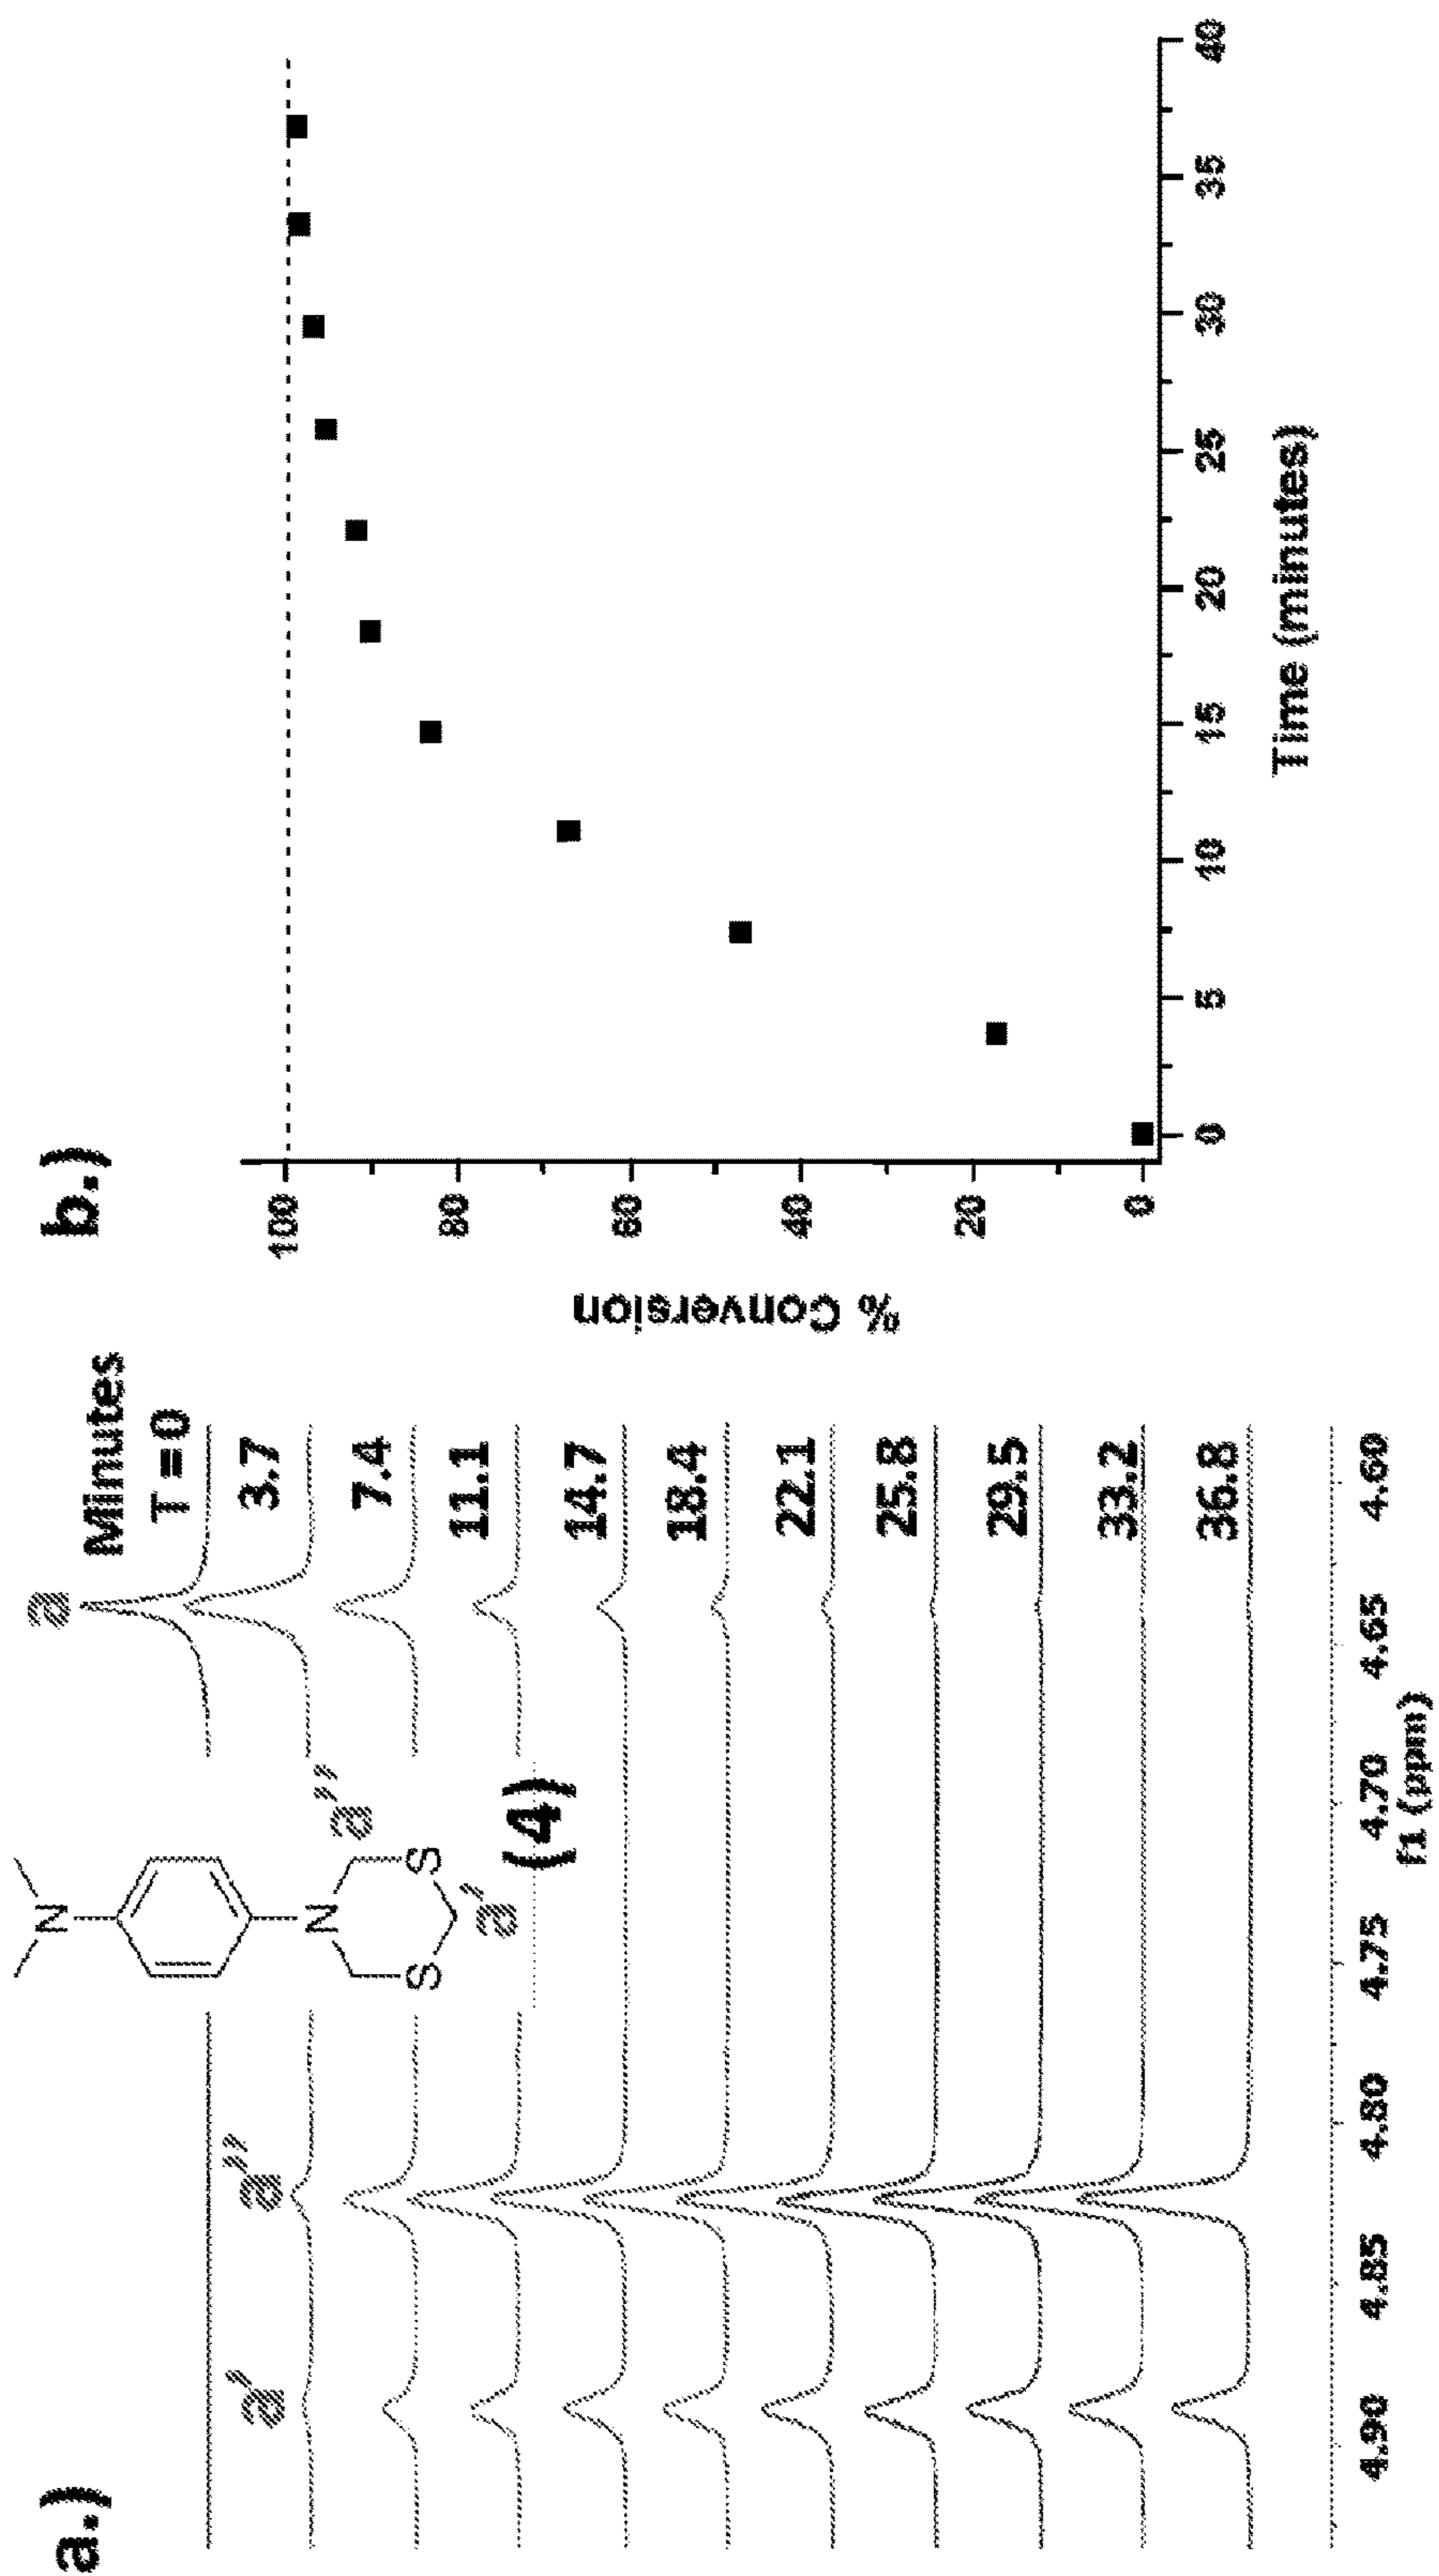 a.)
N
N
S
S
a'
a''
(4)
a'
a''
a
Minutes
T =0
3.7
7.4
11.1
14.7
18.4
22.1
25.8
29.5
33.2
36.8
4.90
4.85
4.80
4.75
4.70
4.65
4.60
f1 (ppm)
b.)
% Conversion
100
80
60
40
20
0
0
5
10
15
20
25
30
35
40
Time (minutes)